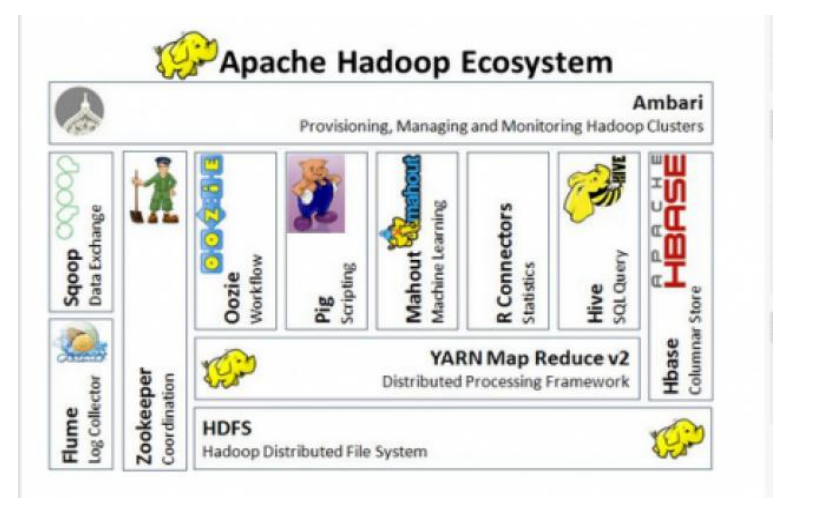 Apache Hadoop Ecosystem
Ambari
Provisioning, Managing and Monitoring Hadoop Clusters
sqoop
Sqoop
Data Exchange
Flume
Log Collector
Zookeeper
Coordination
OOZIE
Oozie
Workflow
Pig
Scripting
mahout
Mahout
Machine Learning
R Connectors
Statistics
HIVE
Hive
SQL Query
APACHE
HBASE
Hbase
Columnar Store
YARN Map Reduce v2
Distributed Processing Framework
HDFS
Hadoop Distributed File System